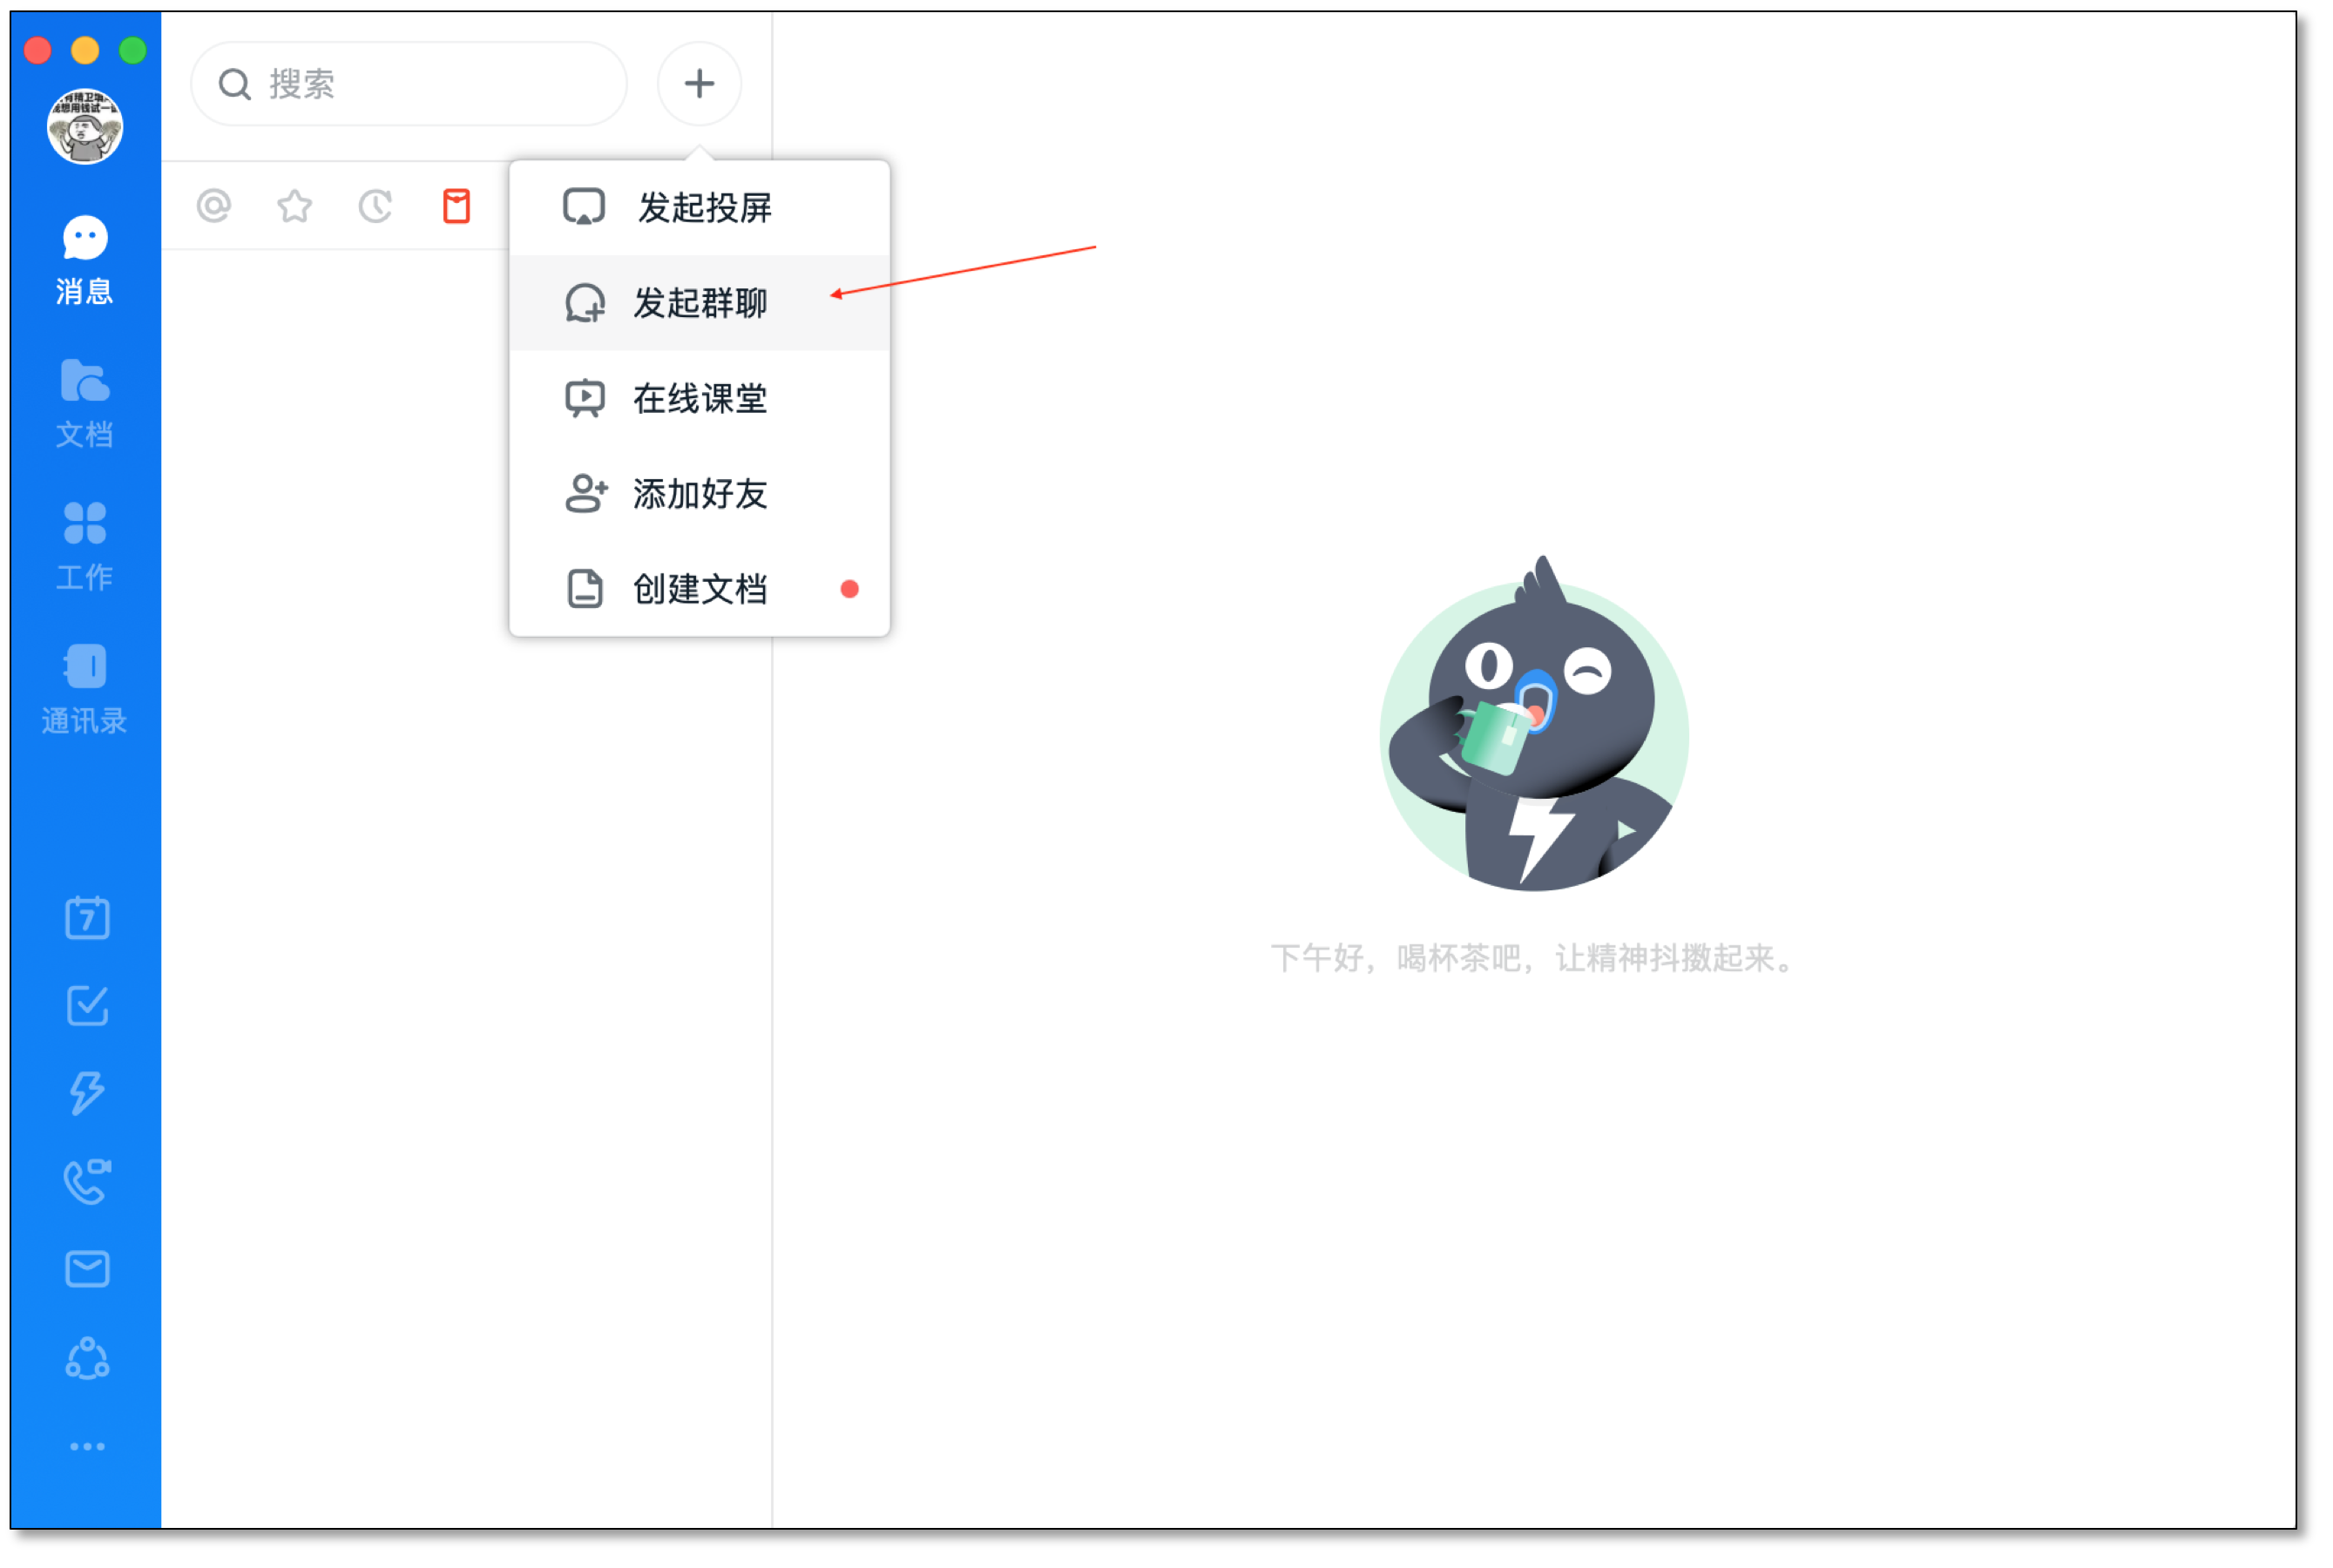 搜索
消息
文档
工作
通讯录
7
发起投屏
发起群聊
在线课堂
添加好友
创建文档
下午好，喝杯茶吧，让精神抖擞起来。